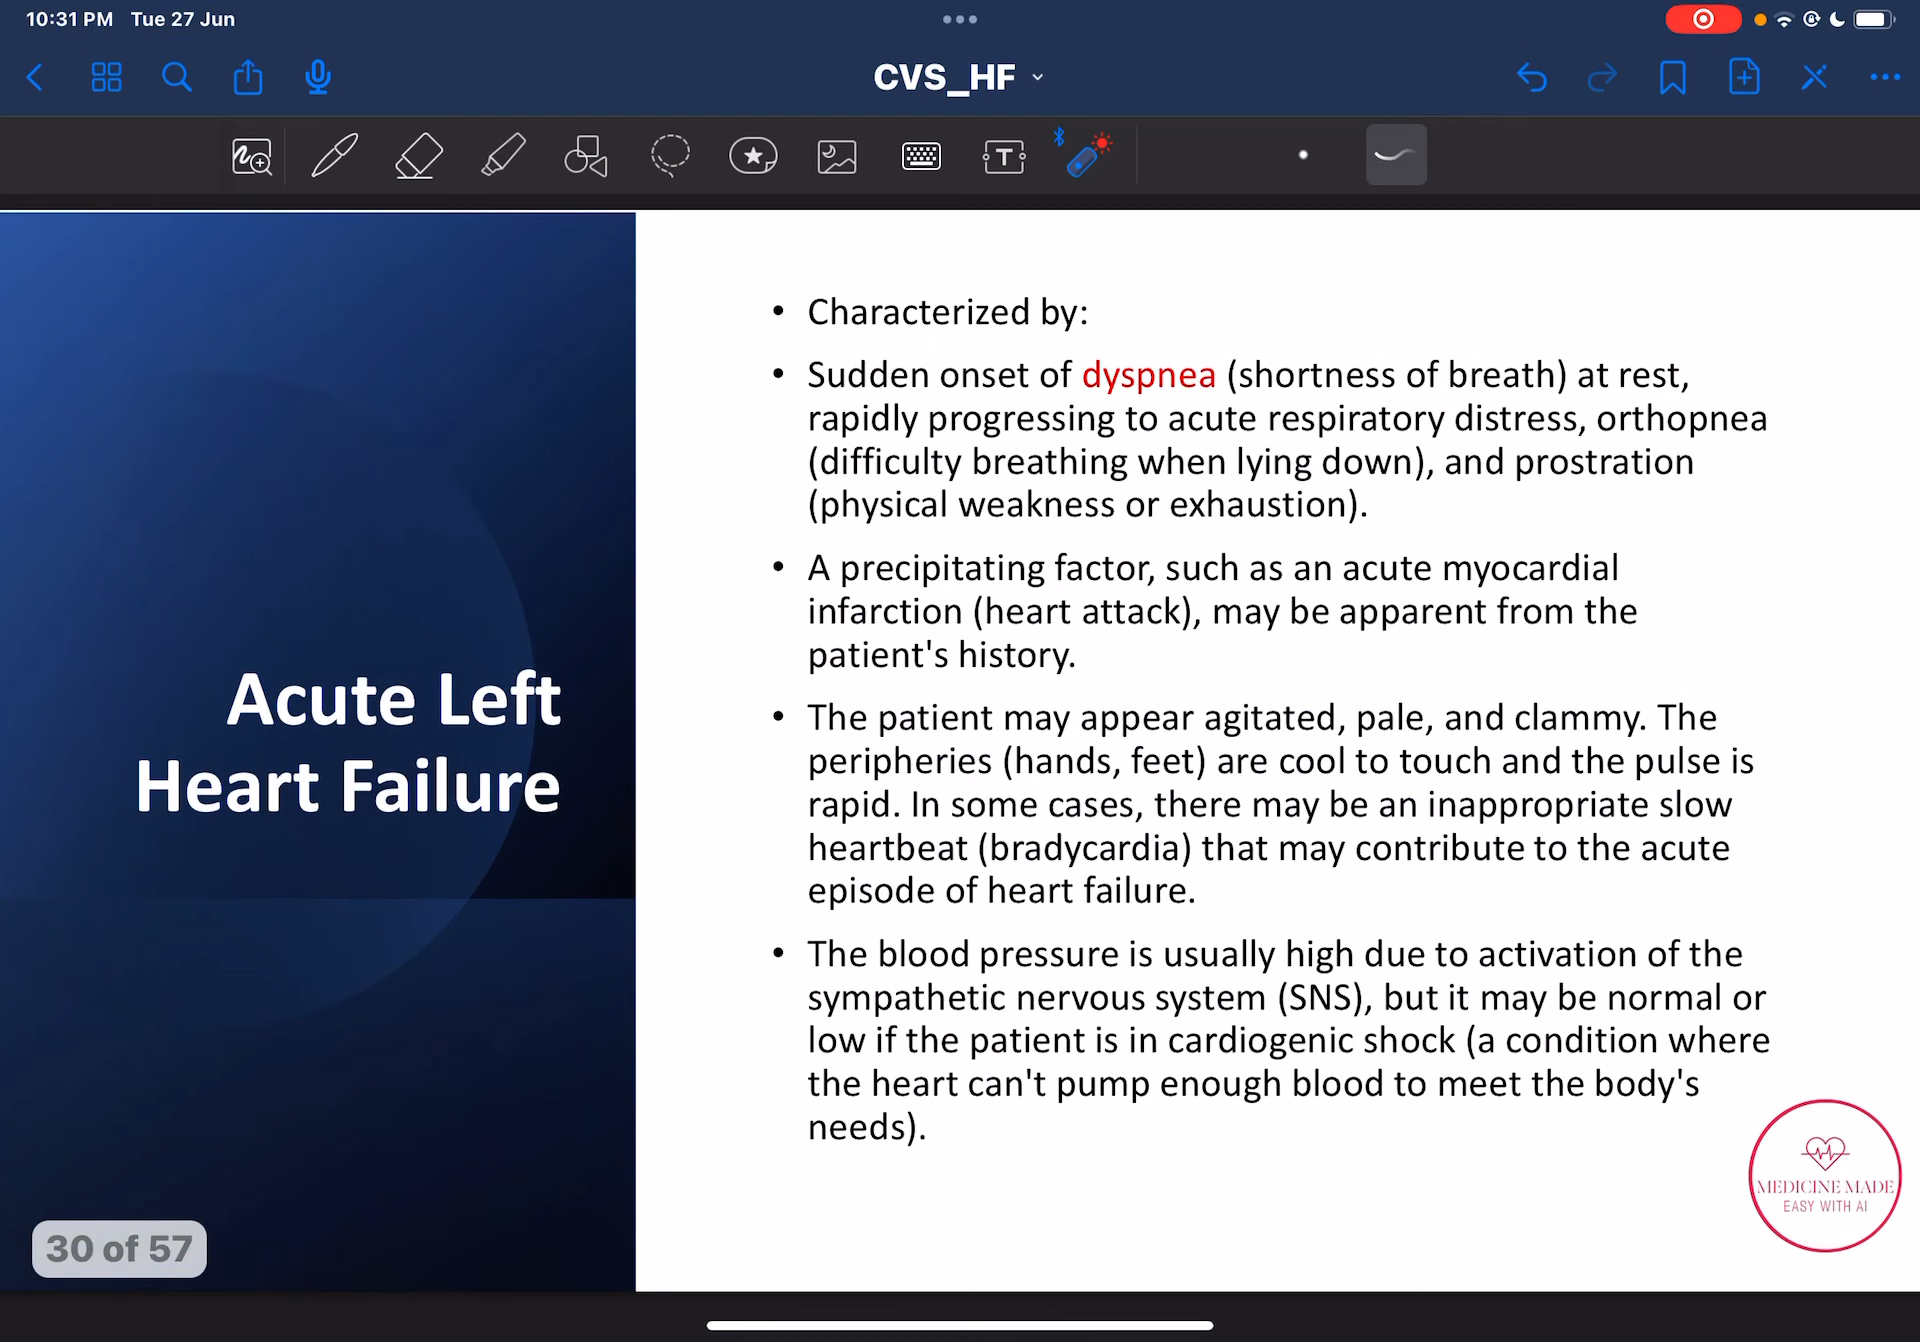 10:31 PM Tue 27 Jun
CVS_HF
T
Acute Left
Heart Failure
• Characterized by:
• Sudden onset of dyspnea (shortness of breath) at rest,
rapidly progressing to acute respiratory distress, orthopnea
(difficulty breathing when lying down), and prostration
(physical weakness or exhaustion).
• A precipitating factor, such as an acute myocardial
infarction (heart attack), may be apparent from the
patient's history.
• The patient may appear agitated, pale, and clammy. The
peripheries (hands, feet) are cool to touch and the pulse is
rapid. In some cases, there may be an inappropriate slow
heartbeat (bradycardia) that may contribute to the acute
episode of heart failure.
• The blood pressure is usually high due to activation of the
sympathetic nervous system (SNS), but it may be normal or
low if the patient is in cardiogenic shock (a condition where
the heart can't pump enough blood to meet the body's
needs).
MEDICINE MADE
EASY WITH AI
30 of 57